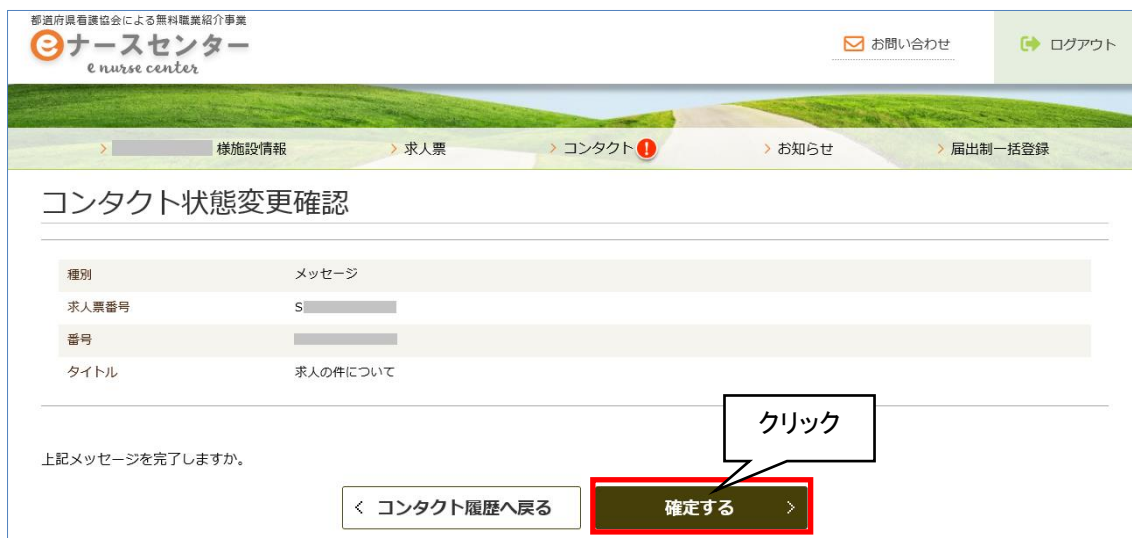 都道府県看護協会による無料職業紹介事業
eナースセンター
e nurse center
お問い合わせ
ログアウト
様施設情報
求人票
コンタクト
お知らせ
届出制一括登録
コンタクト状態変更確認
種別 メッセージ
求人票番号 S
番号
タイトル 求人の件について
クリック
上記メッセージを完了しますか。
コンタクト履歴へ戻る
確定する